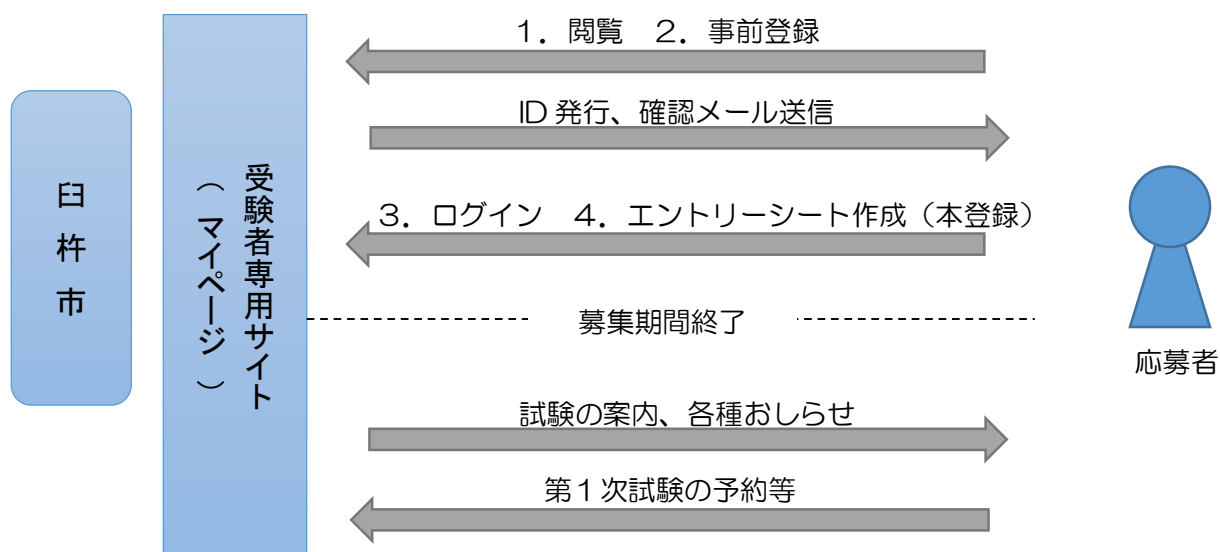 臼杵市
受験者専用サイト
（マイページ）
１．閲覧　２．事前登録
ID 発行、確認メール送信
３．ログイン　４．エントリーシート作成（本登録）
募集期間終了
試験の案内、各種おしらせ
第１次試験の予約等
応募者